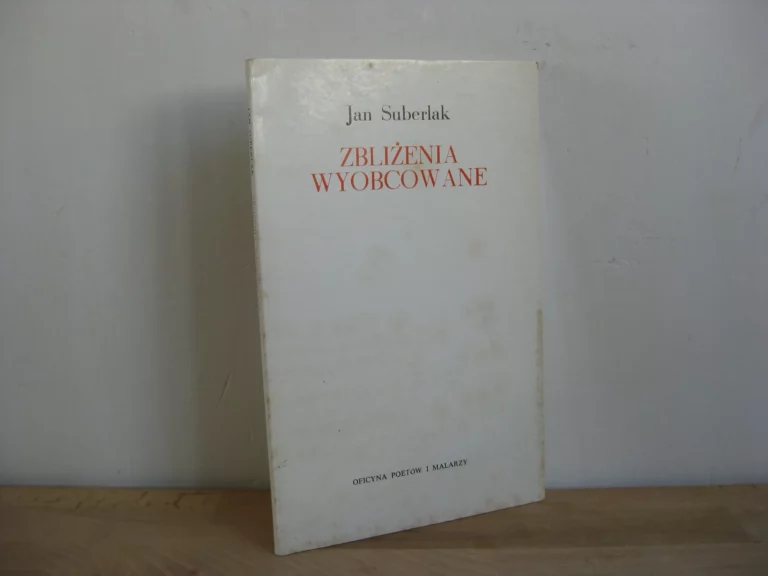 Jan Suberlak
ZBLIŻENIA
WYOBCOWANE
OFICYNA POETÓW I MALARZY